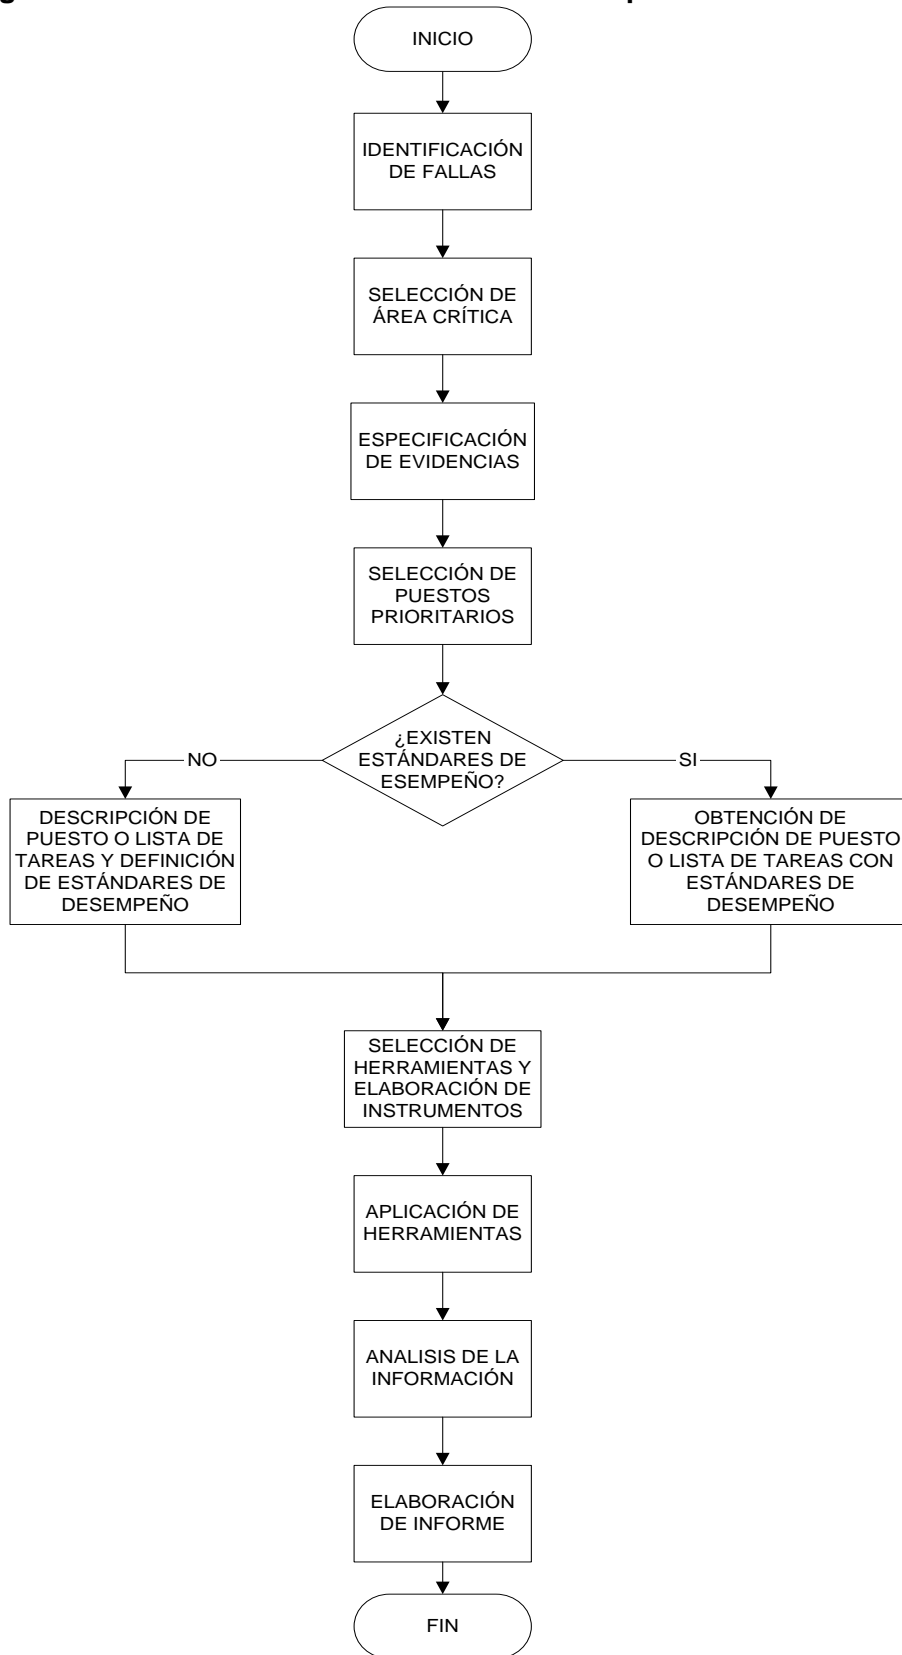 INICIO
IDENTIFICACIÓN
DE FALLAS
SELECCIÓN DE
ÁREA CRÍTICA
ESPECIFICACIÓN
DE EVIDENCIAS
SELECCIÓN DE
PUESTOS
PRIORITARIOS
¿EXISTEN
ESTÁNDARES DE
ESEMPEÑO?
NO
SI
DESCRIPCIÓN DE
PUESTO O LISTA DE
TAREAS Y DEFINICIÓN
DE ESTÁNDARES DE
DESEMPEÑO
OBTENCIÓN DE
DESCRIPCIÓN DE PUESTO
O LISTA DE TAREAS CON
ESTÁNDARES DE
DESEMPEÑO
SELECCIÓN DE
HERRAMIENTAS Y
ELABORACIÓN DE
INSTRUMENTOS
APLICACIÓN DE
HERRAMIENTAS
ANALISIS DE LA
INFORMACIÓN
ELABORACIÓN
DE INFORME
FIN